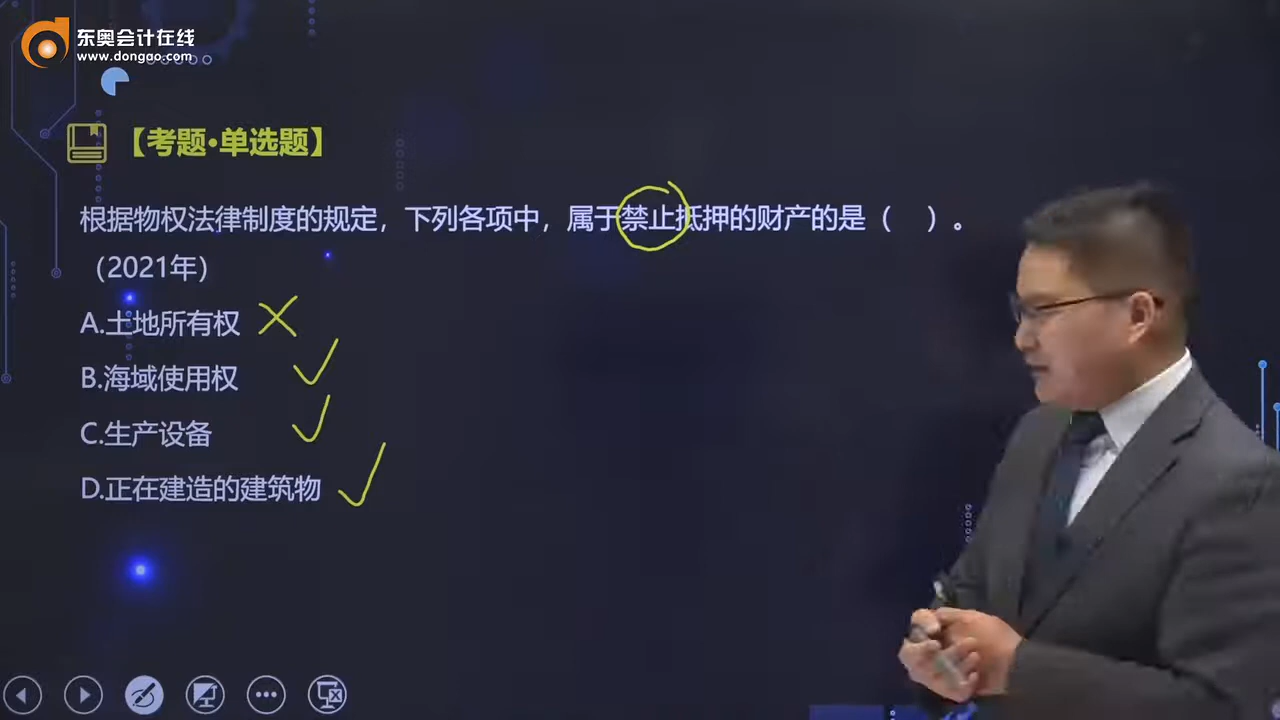 东奥会计在线
www.dongao.com
【考题•单选题】
根据物权法律制度的规定，下列各项中，属于禁止抵押的财产的是（ ）。
（2021年）
A.土地所有权
B.海域使用权
C.生产设备
D.正在建造的建筑物